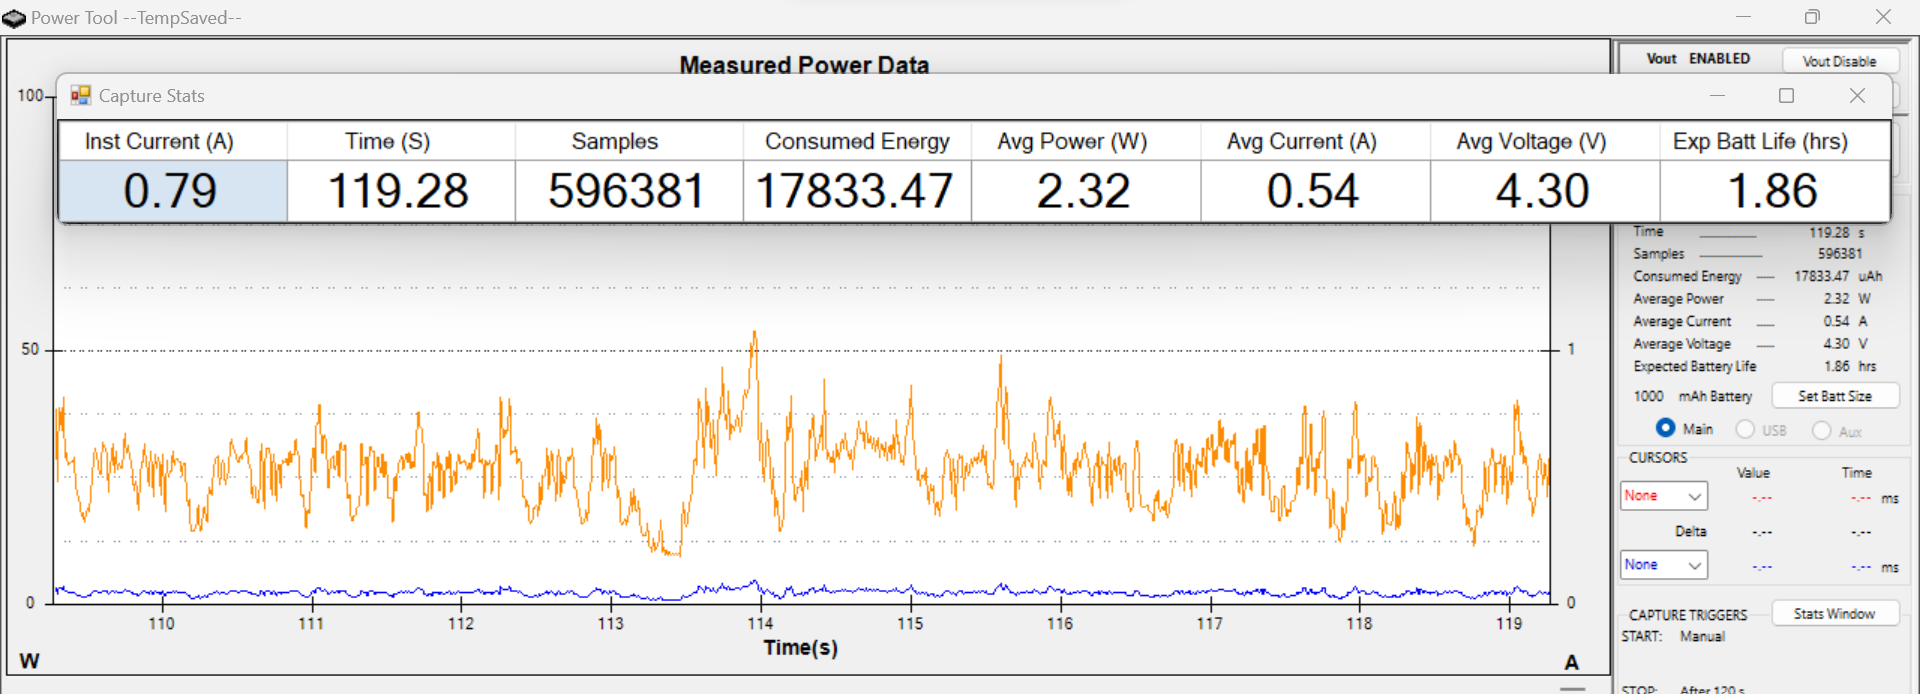 Power Tool --TempSaved--
Measured Power Data
Vout ENABLED
Vout Disable
Capture Stats
Inst Current (A) Time (S) Samples Consumed Energy Avg Power (W) Avg Current (A) Avg Voltage (V) Exp Batt Life (hrs)
0.79 119.28 596381 17833.47 2.32 0.54 4.30 1.86
100
50
0
1
0
110 111 112 113 114 115 116 117 118 119
Time(s)
W
A
Time 119.28 s
Samples 596381
Consumed Energy 17833.47 uAh
Average Power 2.32 W
Average Current 0.54 A
Average Voltage 4.30 V
Expected Battery Life 1.86 hrs
1000 mAh Battery Set Batt Size
Main USB Aux
CURSORS
Value Time
None -.-- -.-- ms
Delta -.-- -.--
None -.-- -.-- ms
CAPTURE TRIGGERS Stats Window
START: Manual
STOP: After 120 s